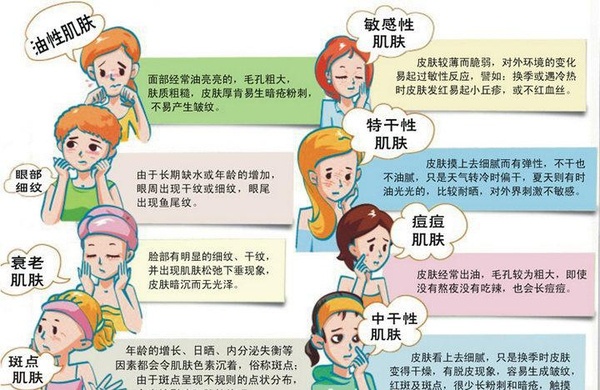 油性肌肤
面部经常油亮亮的，毛孔粗大，
肤质粗糙，皮肤厚肯易生暗疮粉刺，
不易产生皱纹。
敏感性
肌肤
皮肤较薄而脆弱，对外环境的变化
易起过敏性反应，譬如：换季或遇冷热
时皮肤发红易起小丘疹，或不红血丝。
眼部
细纹
由于长期缺水或年龄的增加，
眼周出现干纹或细纹，眼尾
出现鱼尾纹。
特干性
肌肤
皮肤摸上去细腻而有弹性，不干也
不油腻，只是天气转冷时偏干，夏天则有时
油光光的，比较耐晒，对外界刺激不敏感。
衰老
肌肤
脸部有明显的细纹、干纹，
并出现肌肤松弛下垂现象，
皮肤暗沉而无光泽。
痘痘
肌肤
皮肤经常出油，毛孔较为粗大，即使
没有熬夜没有吃辣，也会长痘痘。
斑点
肌肤
年龄的增长、日晒、内分泌失衡等
因素都会令肌肤色素沉着，俗称斑点；
由于斑点呈现不规则的点状分布，
中干性
肌肤
皮肤看上去细腻，只是换季时皮肤
变得干燥，有脱皮现象，容易生成皱纹，
红斑及斑点，很少长粉刺和暗疮，触摸